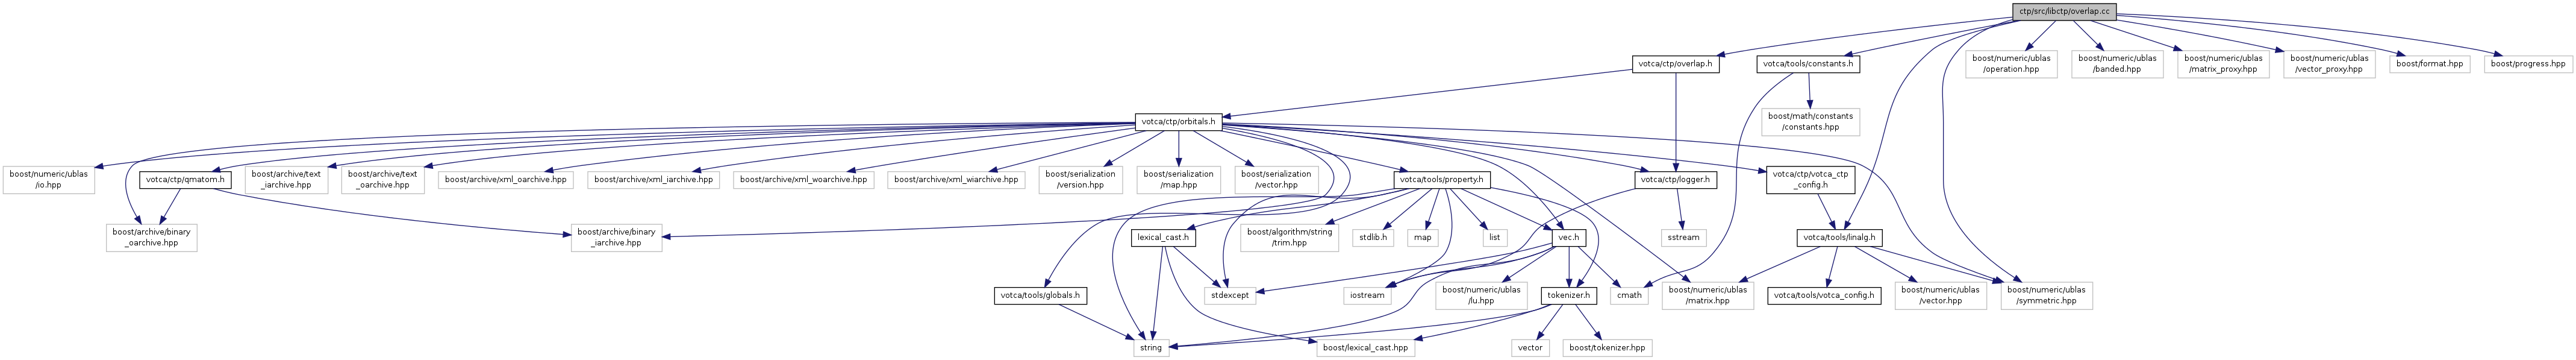 ctp/src/libctp/overlap.cc
votca/ctp/overlap.h
votca/tools/constants.h
boost/numeric/ublas
/operation.hpp
boost/numeric/ublas
/banded.hpp
boost/numeric/ublas
/matrix_proxy.hpp
boost/numeric/ublas
/vector_proxy.hpp
boost/format.hpp
boost/progress.hpp
votca/ctp/orbitals.h
boost/math/constants
/constants.hpp
boost/numeric/ublas
/io.hpp
votca/ctp/qmatom.h
boost/archive/text
_iarchive.hpp
boost/archive/text
_oarchive.hpp
boost/archive/xml_oarchive.hpp
boost/archive/xml_iarchive.hpp
boost/archive/xml_woarchive.hpp
boost/archive/xml_wiarchive.hpp
boost/serialization
/version.hpp
boost/serialization
/map.hpp
boost/serialization
/vector.hpp
votca/tools/property.h
votca/ctp/logger.h
votca/ctp/votca_ctp
_config.h
boost/archive/binary
_oarchive.hpp
boost/archive/binary
_iarchive.hpp
lexical_cast.h
boost/algorithm/string
/trim.hpp
stdlib.h
map
list
vec.h
sstream
votca/tools/linalg.h
votca/tools/globals.h
stdexcept
iostream
boost/numeric/ublas
/lu.hpp
tokenizer.h
cmath
boost/numeric/ublas
/matrix.hpp
votca/tools/votca_config.h
boost/numeric/ublas
/vector.hpp
boost/numeric/ublas
/symmetric.hpp
string
boost/lexical_cast.hpp
vector
boost/tokenizer.hpp